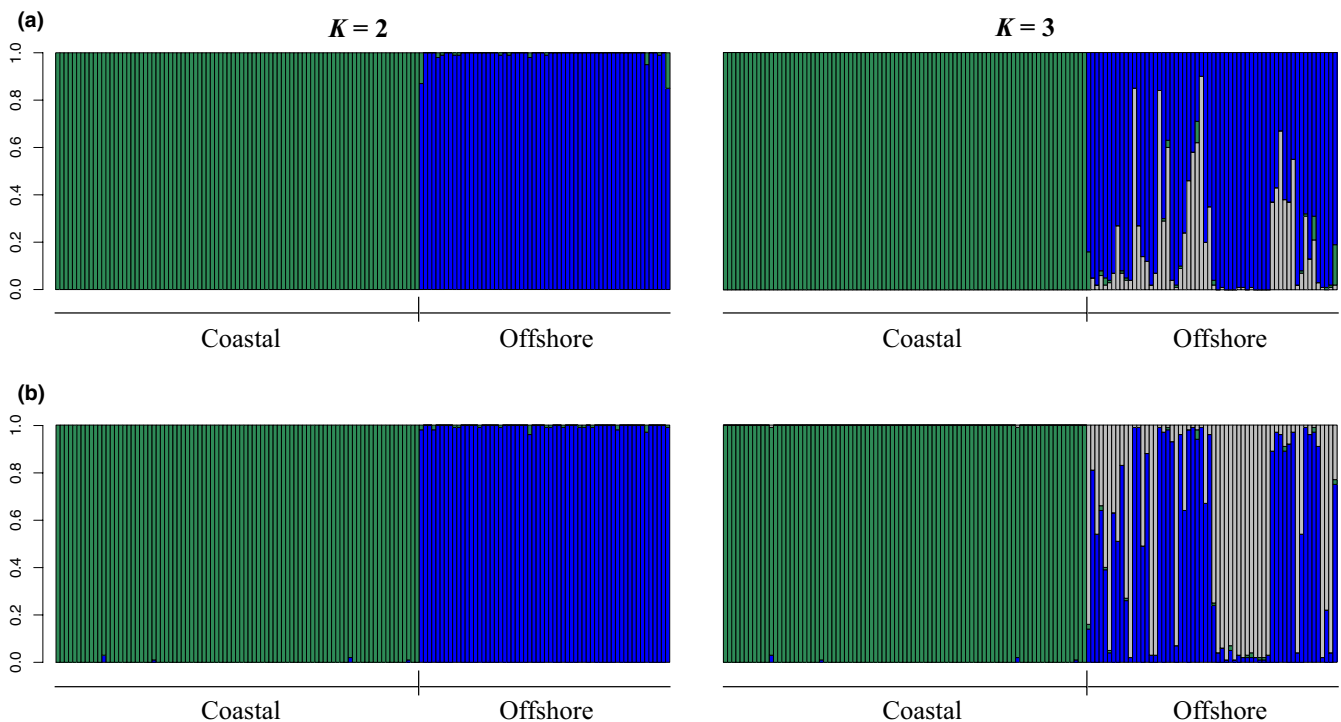 (a)
K = 2
K = 3
1.0
0.8
0.6
0.4
0.2
0.0
Coastal
Offshore
Coastal
Offshore
(b)
1.0
0.8
0.6
0.4
0.2
0.0
Coastal
Offshore
Coastal
Offshore